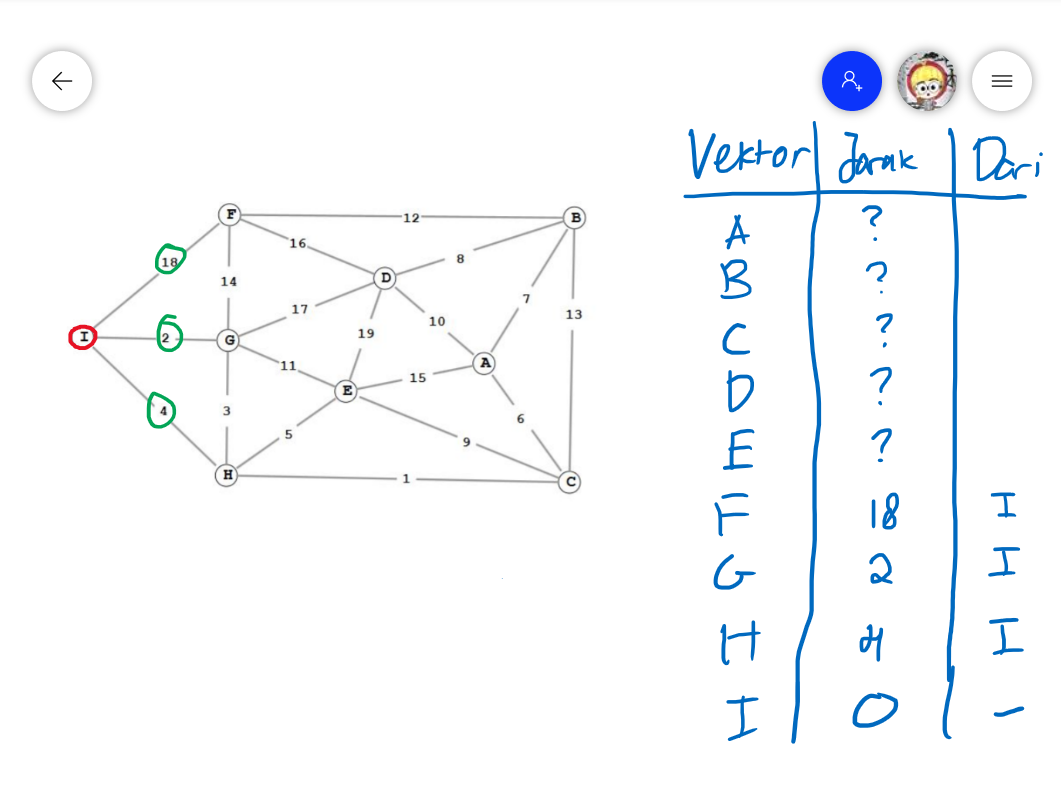 Vektor Jarak Dari
A ?
B ?
C ?
D ?
E ?
F 18 I
G 2 I
H 4 I
I 0 -
F 12 B
16
18
8
D
14
17
7
10
13
19
I 2 G
11
A
15
E
4
3
6
5
9
H 1 C